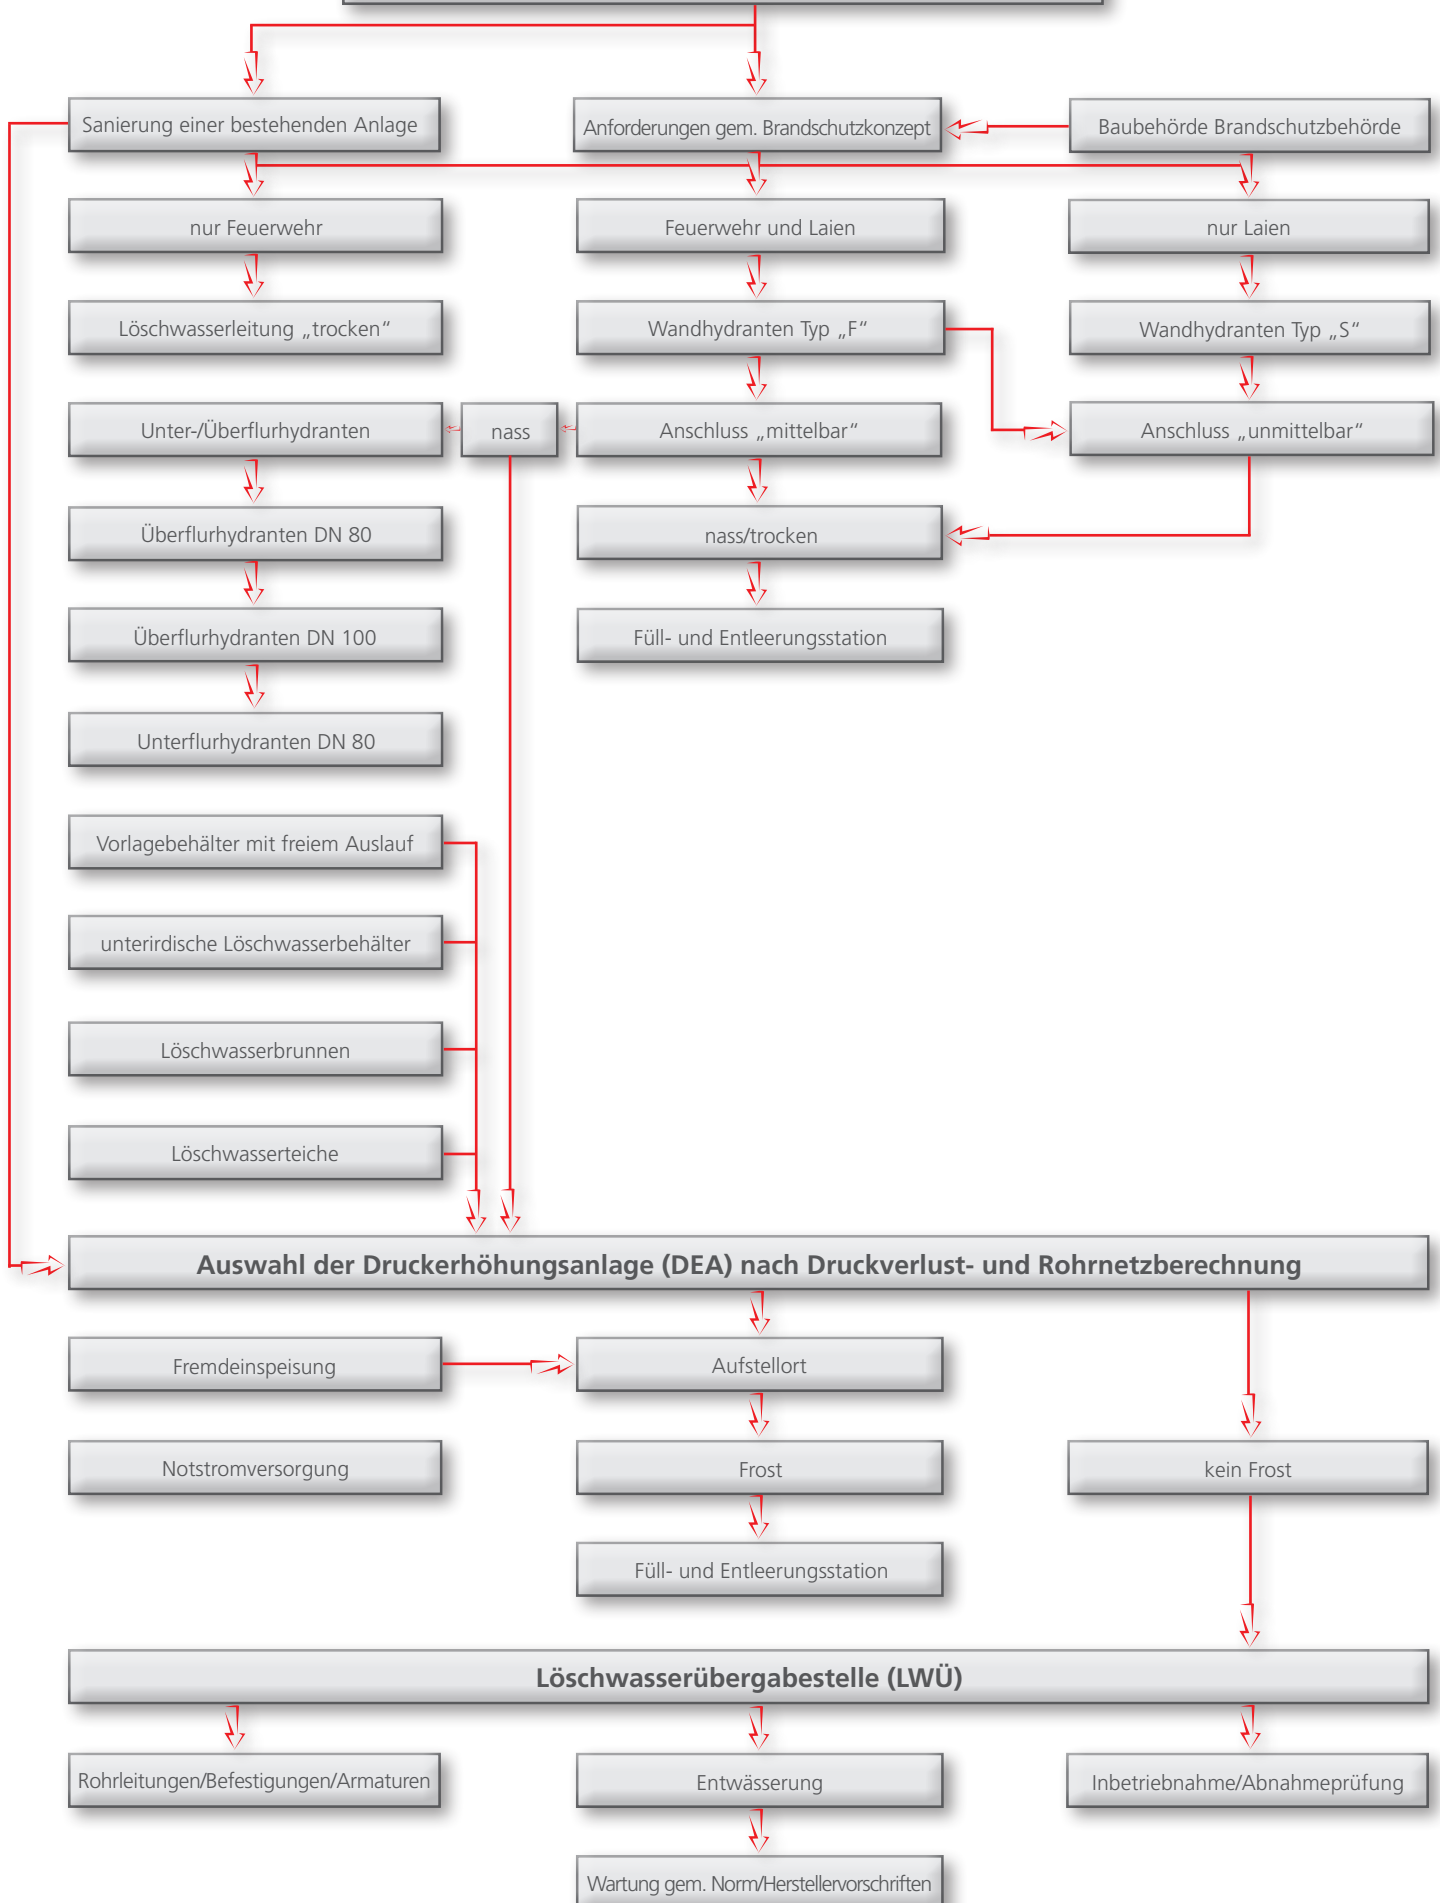 Sanierung einer bestehenden Anlage
Anforderungen gem. Brandschutzkonzept
Baubehörde Brandschutzbehörde
nur Feuerwehr
Feuerwehr und Laien
nur Laien
Löschwasserleitung „trocken“
Wandhydranten Typ „F“
Wandhydranten Typ „S“
Unter-/Überflurhydranten
nass
Anschluss „mittelbar“
Anschluss „unmittelbar“
Überflurhydranten DN 80
nass/trocken
Überflurhydranten DN 100
Füll- und Entleerungsstation
Unterflurhydranten DN 80
Vorlagebehälter mit freiem Auslauf
unterirdische Löschwasserbehälter
Löschwasserbrunnen
Löschwasserteiche
Auswahl der Druckerhöhungsanlage (DEA) nach Druckverlust- und Rohrnetzberechnung
Fremdeinspeisung
Aufstellort
Notstromversorgung
Frost
kein Frost
Füll- und Entleerungsstation
Löschwasserübergabestelle (LWÜ)
Rohrleitungen/Befestigungen/Armaturen
Entwässerung
Inbetriebnahme/Abnahmeprüfung
Wartung gem. Norm/Herstellervorschriften